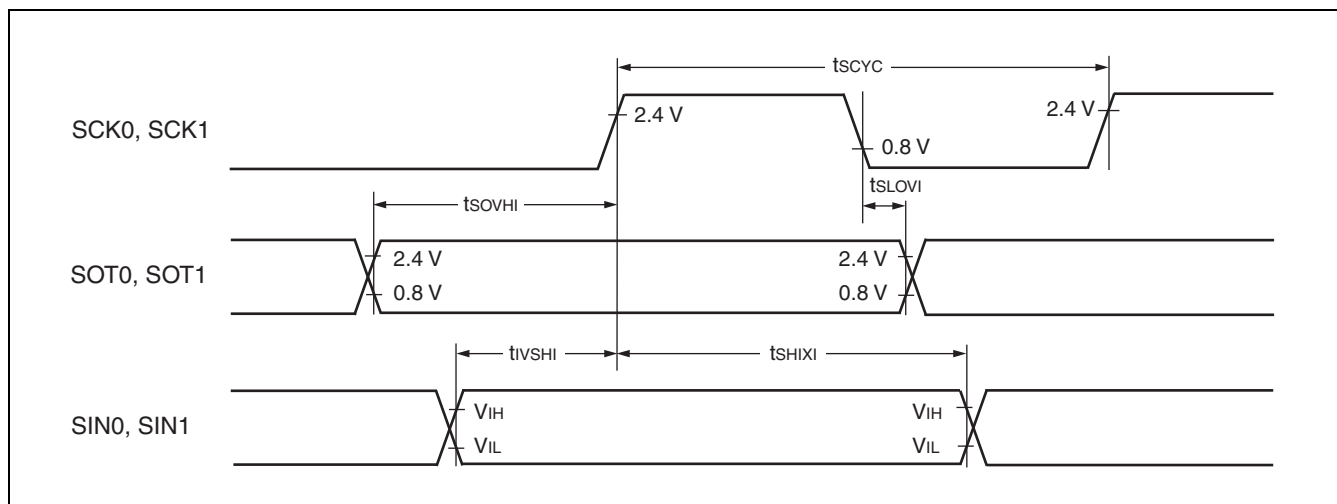 tSCYC
SCK0, SCK1
2.4 V
0.8 V
2.4 V
tSLOVI
tSOVHI
SOT0, SOT1
2.4 V
0.8 V
2.4 V
0.8 V
tIVSHI
tSHIXI
SIN0, SIN1
VIH
VIL
VIH
VIL